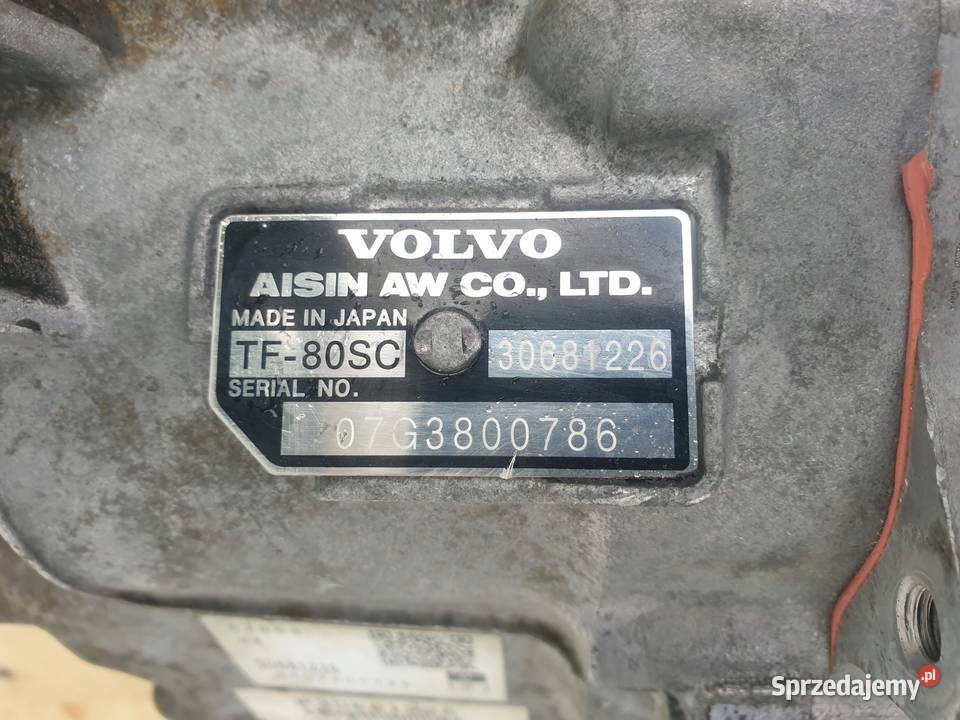 VOLVO
AISIN AW CO., LTD.
MADE IN JAPAN
TF-80SC 30681226
SERIAL NO.
07G3800786
Sprzedajemy.pl